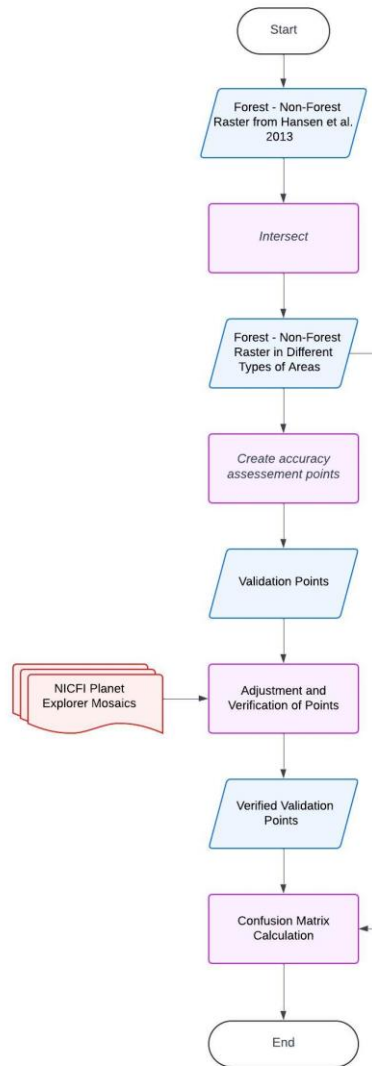 Start
Forest - Non-Forest
Raster from Hansen et al.
2013
Intersect
Forest - Non-Forest
Raster in Different
Types of Areas
Create accuracy
assessement points
Validation Points
NICFI Planet
Explorer Mosaics
Adjustment and
Verification of Points
Verified Validation
Points
Confusion Matrix
Calculation
End